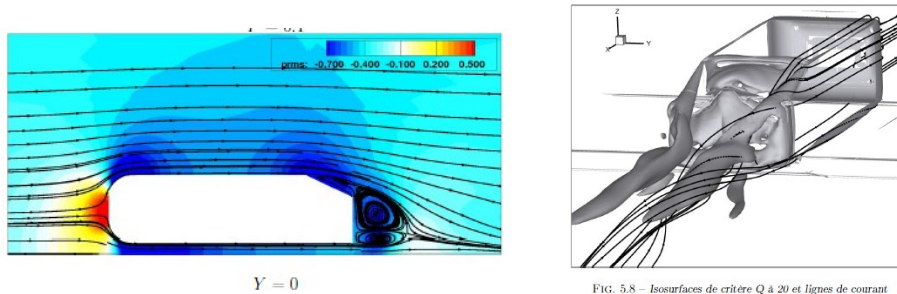 prms: -0.700 -0.400 -0.100 0.200 0.500
Y = 0
Z
Y
X
FIG. 5.8 – Isosurfaces de critère Q à 20 et lignes de courant